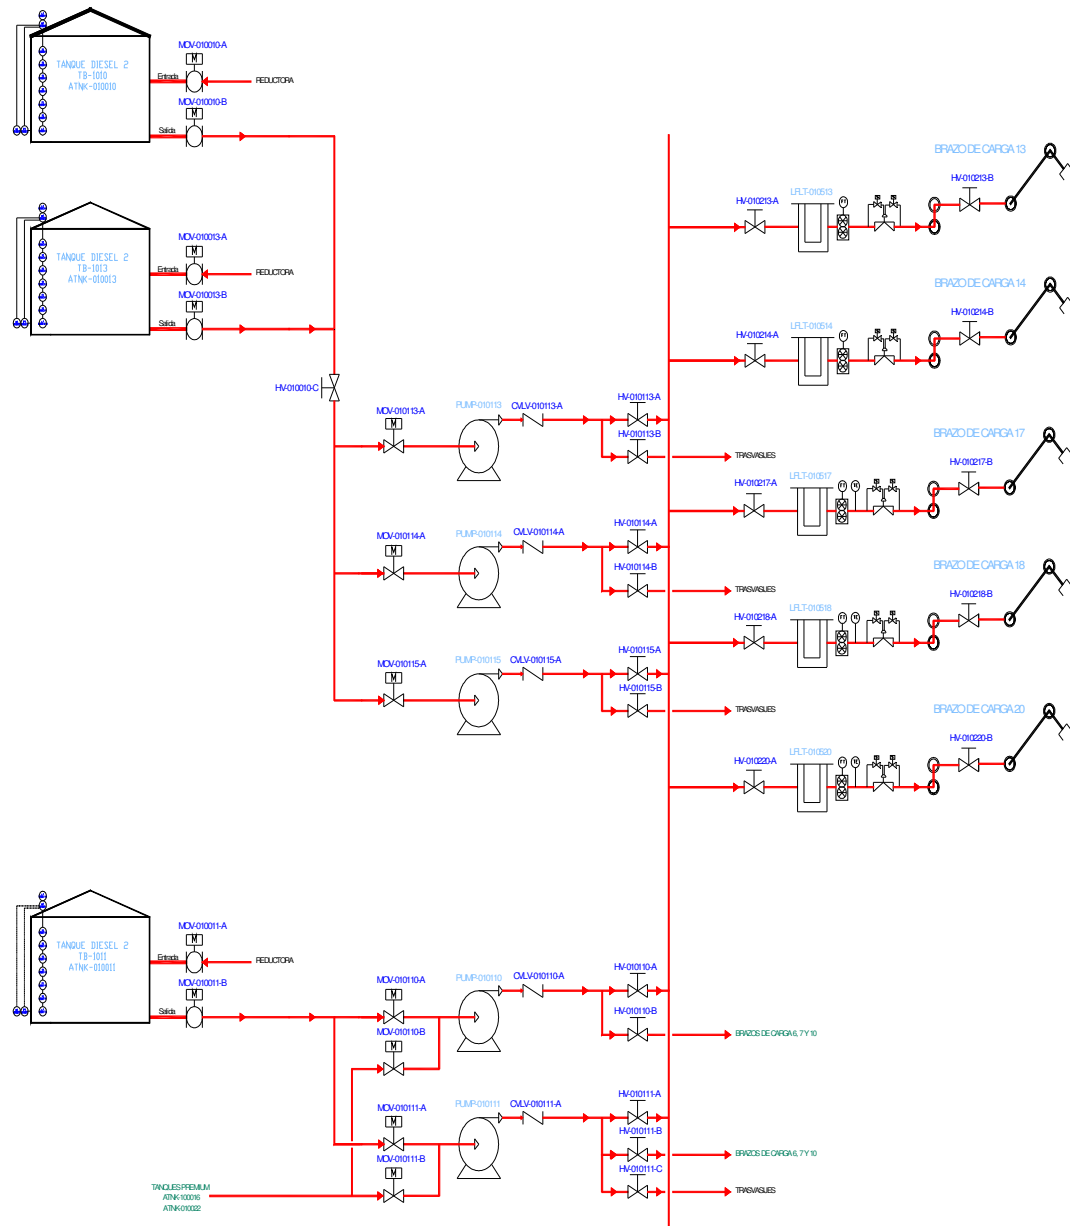 MOV-010010-A
TANQUE DIESEL 2
TB-1010
ATNK-010010
M
Entrada
REDUCTORA
MOV-010010-B
M
Salida
MOV-010013-A
TANQUE DIESEL 2
TB-1013
ATNK-010013
M
Entrada
REDUCTORA
MOV-010013-B
M
Salida
HV-010010-C
BRAZO DE CARGA 13
HV-010213-B
LFLT-010513
HV-010213-A
FT
BRAZO DE CARGA 14
HV-010214-B
LFLT-010514
HV-010214-A
FT
MOV-010113-A
M
PUMP-010113
CVLV-010113-A
HV-010113-A
HV-010113-B
TRASVASIJES
BRAZO DE CARGA 17
HV-010217-B
LFLT-010517
HV-010217-A
FT
MOV-010114-A
M
PUMP-010114
CVLV-010114-A
HV-010114-A
HV-010114-B
TRASVASIJES
BRAZO DE CARGA 18
HV-010218-B
LFLT-010518
HV-010218-A
FT
MOV-010115-A
M
PUMP-010115
CVLV-010115-A
HV-010115-A
HV-010115-B
TRASVASIJES
BRAZO DE CARGA 20
HV-010220-B
LFLT-010520
HV-010220-A
FT
MOV-010011-A
TANQUE DIESEL 2
TB-1011
ATNK-010011
M
Entrada
REDUCTORA
MOV-010011-B
M
Salida
MOV-010110-A
M
PUMP-010110
CVLV-010110-A
HV-010110-A
HV-010110-B
MOV-010110-B
M
BRAZOS DE CARGA 6, 7 Y 10
MOV-010111-A
M
PUMP-010111
CVLV-010111-A
HV-010111-A
HV-010111-B
BRAZOS DE CARGA 6, 7 Y 10
MOV-010111-B
M
HV-010111-C
TRASVASIJES
TANQUES PREMIUM
ATNK-100016
ATNK-010022